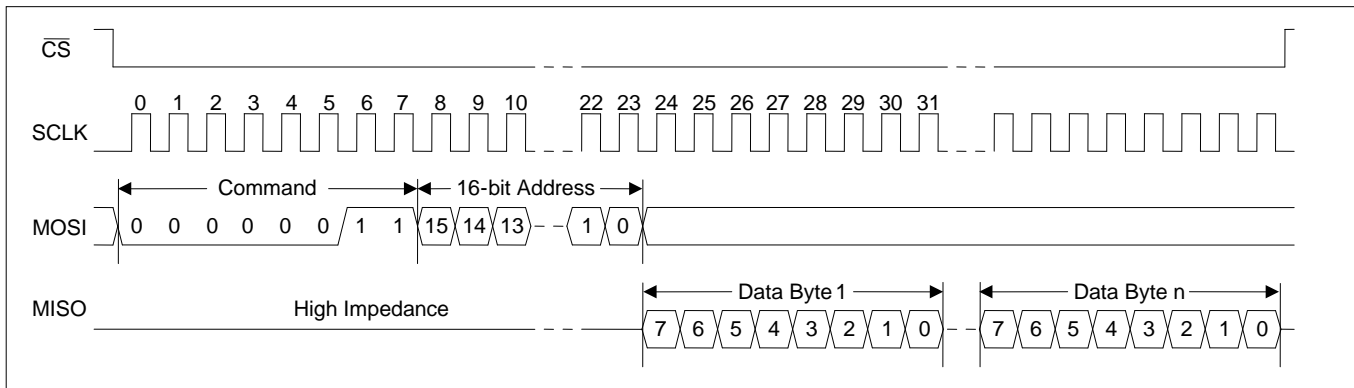 CS
0 1 2 3 4 5 6 7 8 9 10 22 23 24 25 26 27 28 29 30 31
SCLK
Command 16-bit Address
MOSI 0 0 0 0 0 0 1 1 15 14 13 1 0
Data Byte 1 Data Byte n
MISO High Impedance
7 6 5 4 3 2 1 0 7 6 5 4 3 2 1 0